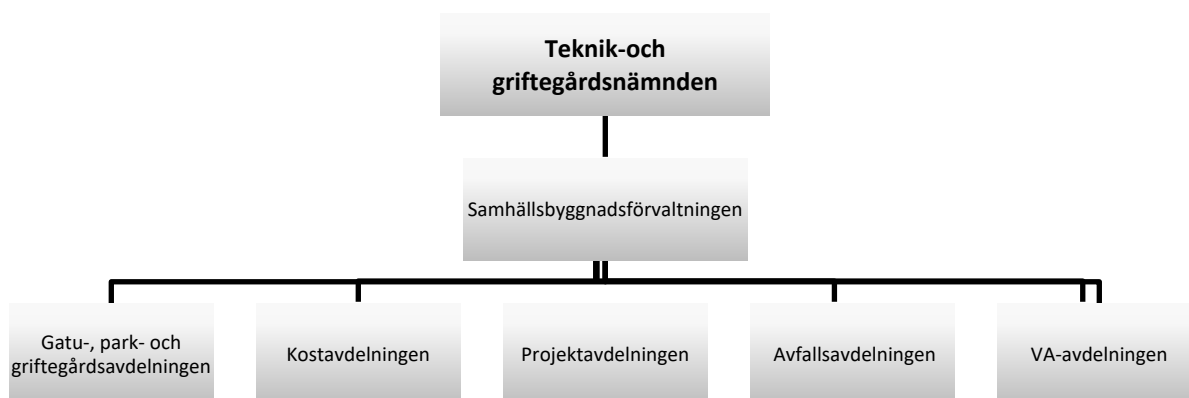 Teknik-och
griftegårdsnämnden
Samhällsbyggnadsförvaltningen
Gatu-, park- och
griftegårdsavdelningen
Kostavdelningen
Projektavdelningen
Avfallsavdelningen
VA-avdelningen